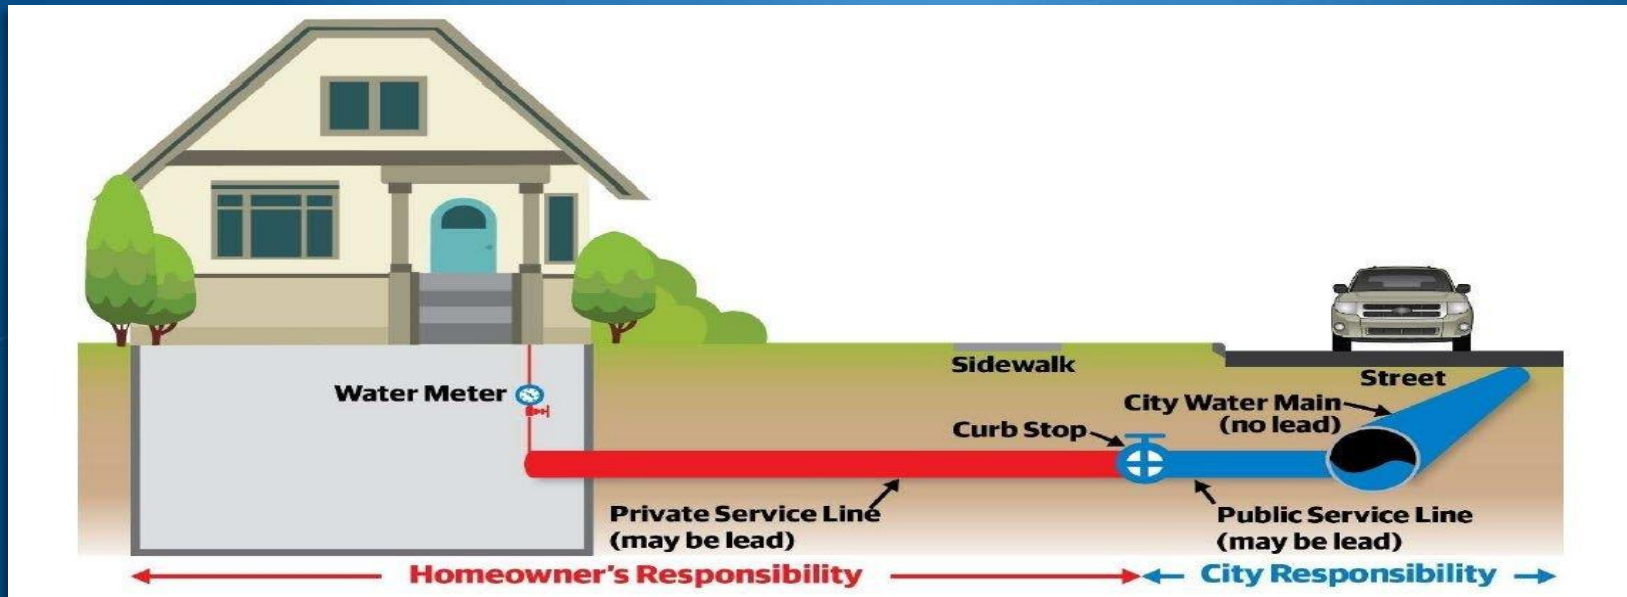 Sidewalk
Street
Water Meter
City Water Main
(no lead)
Curb Stop
Private Service Line
(may be lead)
Public Service Line
(may be lead)
Homeowner's Responsibility
City Responsibility